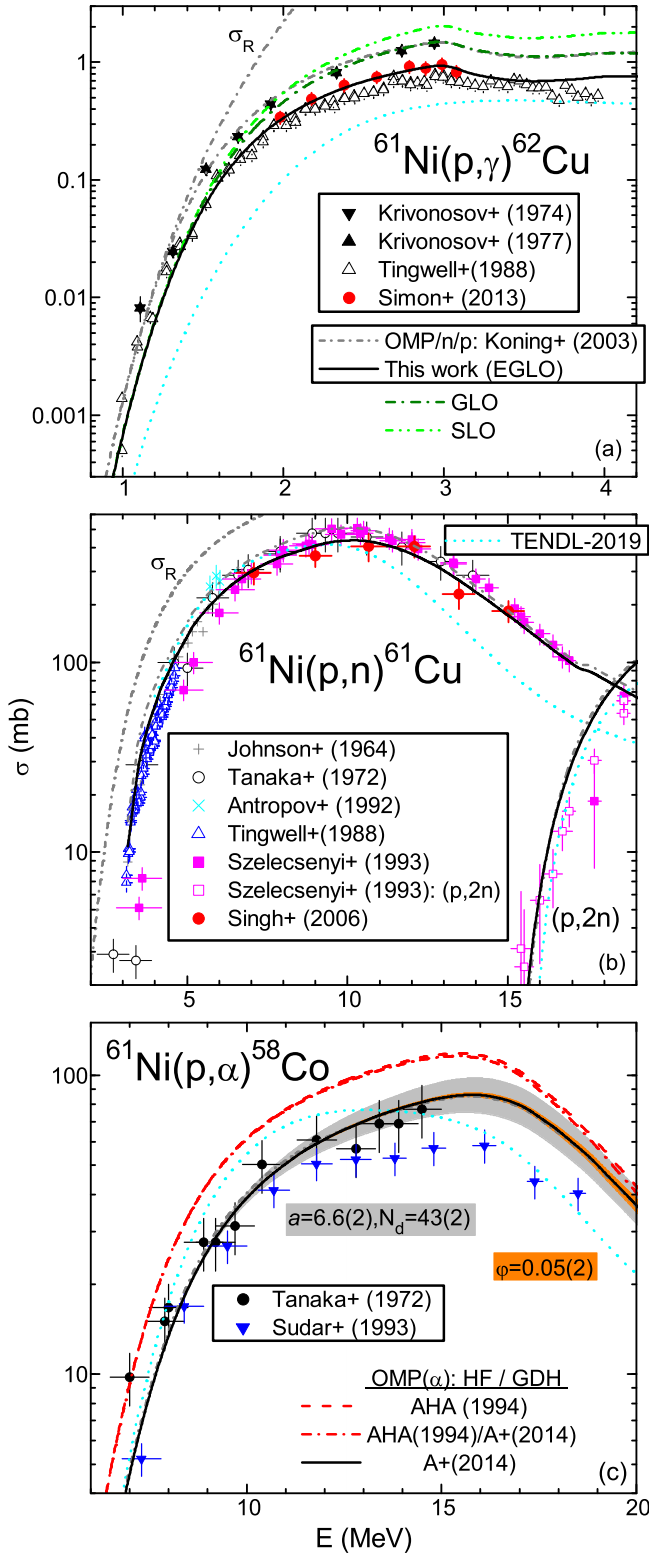 σR
1
0.1
0.01
0.001
61Ni(p,γ)62Cu
Krivonosov+ (1974)
Krivonosov+ (1977)
Tingwell+(1988)
Simon+ (2013)
OMP/n/p: Koning+ (2003)
This work (EGLO)
GLO
SLO
(a)
1 2 3 4
TENDL-2019
σR
100
10
61Ni(p,n)61Cu
σ (mb)
Johnson+ (1964)
Tanaka+ (1972)
Antropov+ (1992)
Tingwell+(1988)
Szelecsenyi+ (1993)
Szelecsenyi+ (1993): (p,2n)
Singh+ (2006)
(p,2n)
(b)
5 10 15
61Ni(p,α)58Co
100
10
a=6.6(2),Nd=43(2)
φ=0.05(2)
Tanaka+ (1972)
Sudar+ (1993)
OMP(α): HF / GDH
AHA (1994)
AHA(1994)/A+(2014)
A+(2014)
(c)
10 15 20
E (MeV)